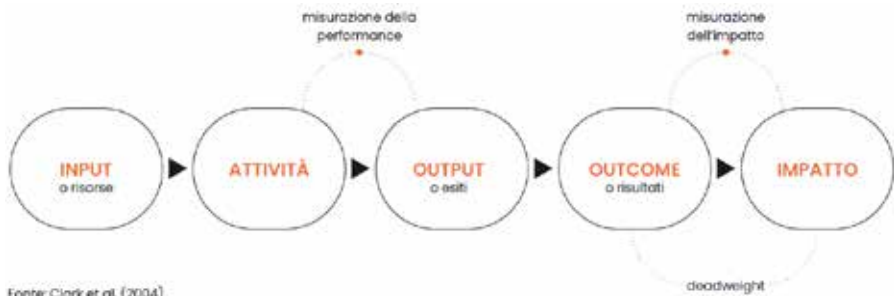 misurazione della
performance
misurazione
dell'impatto
INPUT
o risorse
ATTIVITÀ
OUTPUT
o esiti
OUTCOME
o risultati
IMPATTO
deadweight
Fonte: Clark et al. (2004)